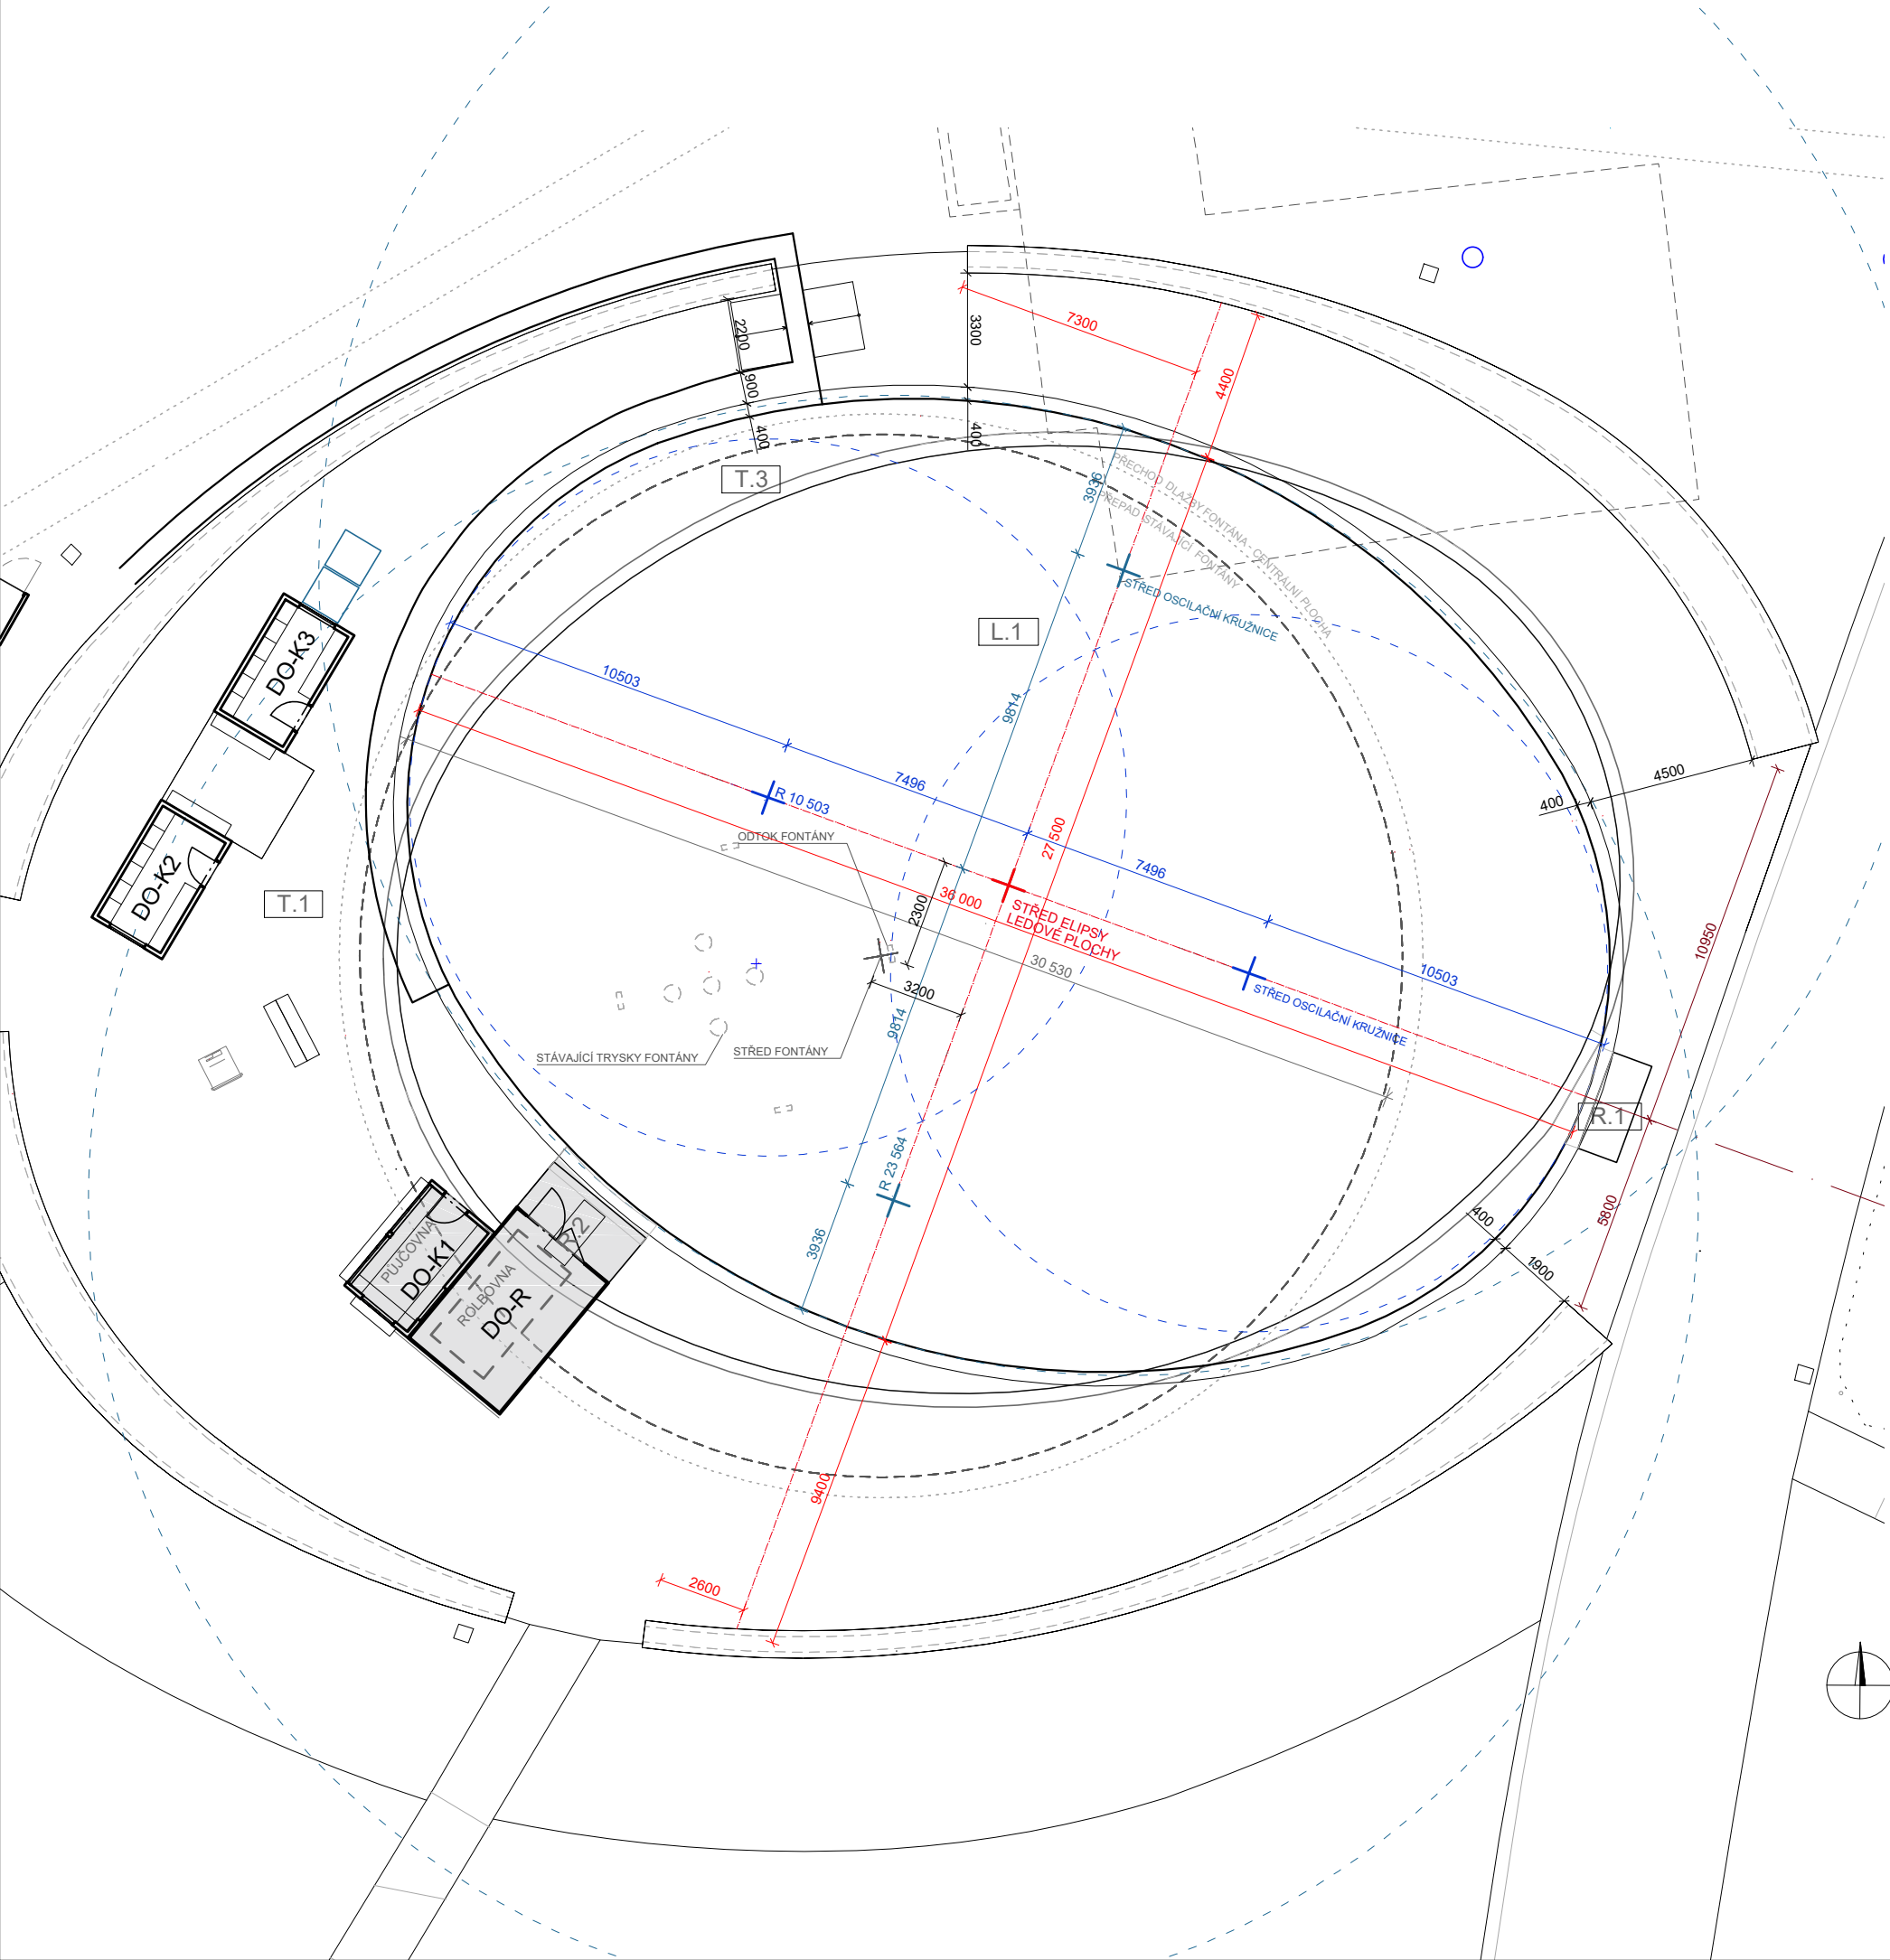 7300
3300
4400
2200
900
400
400
T.3
3936
PŘECHOD DLAŽBY FONTÁNA - CENTRÁLNÍ PLOCHA
PŘEPAD STÁVAJÍCÍ FONTÁNY
STŘED OSCILAČNÍ KRUŽNICE
L.1
DO-K3
10503
9814
4500
400
7496
R 10 503
ODTOK FONTÁNY
27 500
7496
DO-K2
T.1
36 000
2300
STŘED ELIPSY
LEDOVÉ PLOCHY
10950
30 530
10503
3200
STŘED OSCILAČNÍ KRUŽNICE
9814
STÁVAJÍCÍ TRYSKY FONTÁNY
STŘED FONTÁNY
R.1
R 23 564
5800
400
3936
1900
PŮJČOVNA
DO-K1
R.2
ROLBOVNA
DO-R
9400
2600